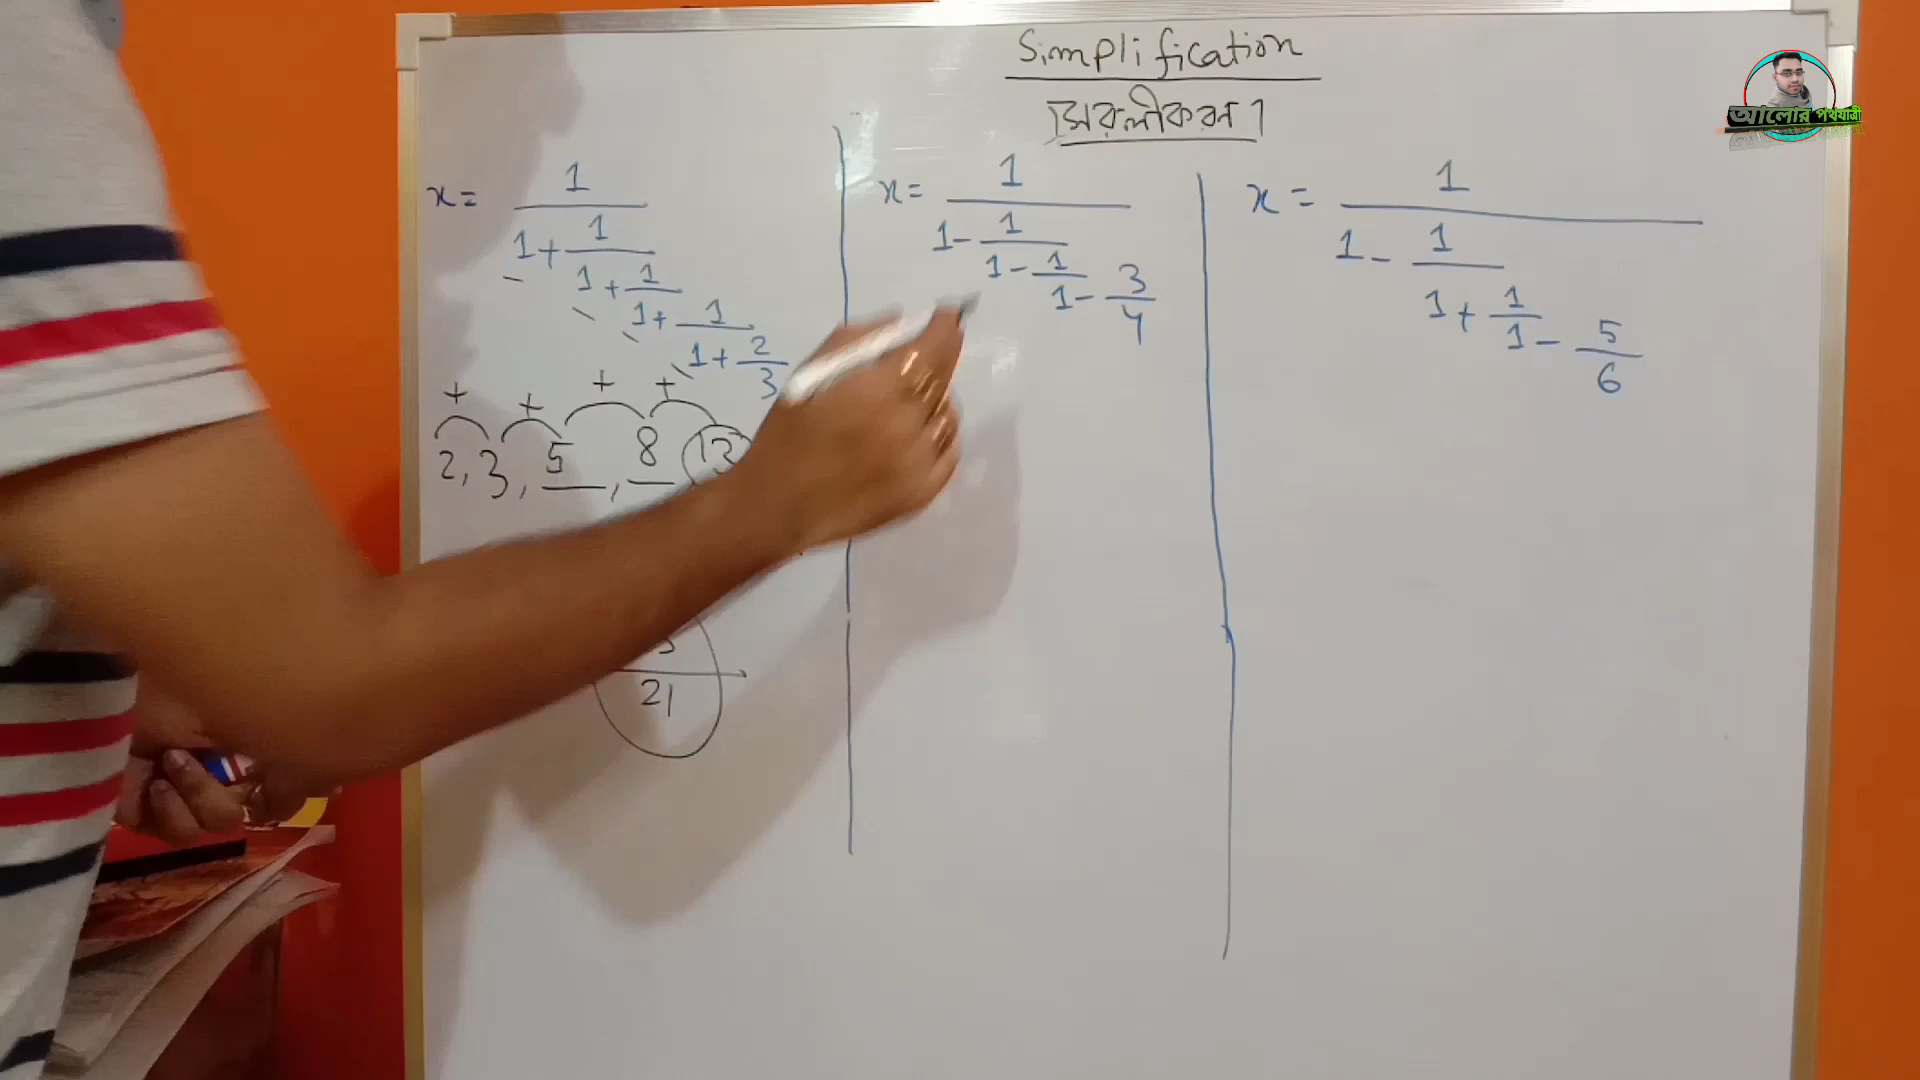 Simplification
সরলীকরণ।
আলোর পথযাত্রী
x =
1
1 + 1
1 + 1
1 + 1
1 + 2
3
+ + + +
2, 3, 5, 8 13
21
x =
1
1 - 1
1 - 1
1 - 3
4
x =
1
1 - 1
1 + 1
1 - 5
6